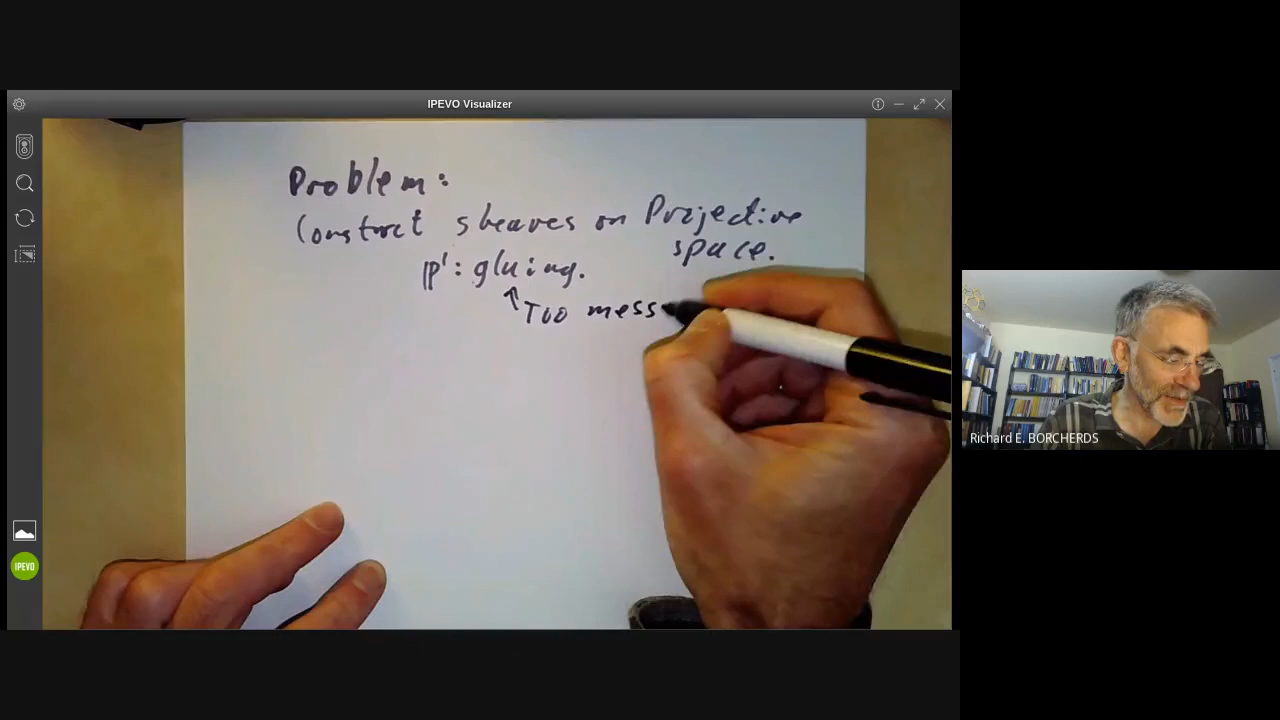 IPEVO Visualizer
Problem:
Construct sheaves on Projective
space.
P¹: gluing.
↑ Too mess
IPEVO
Richard E. BORCHERDS